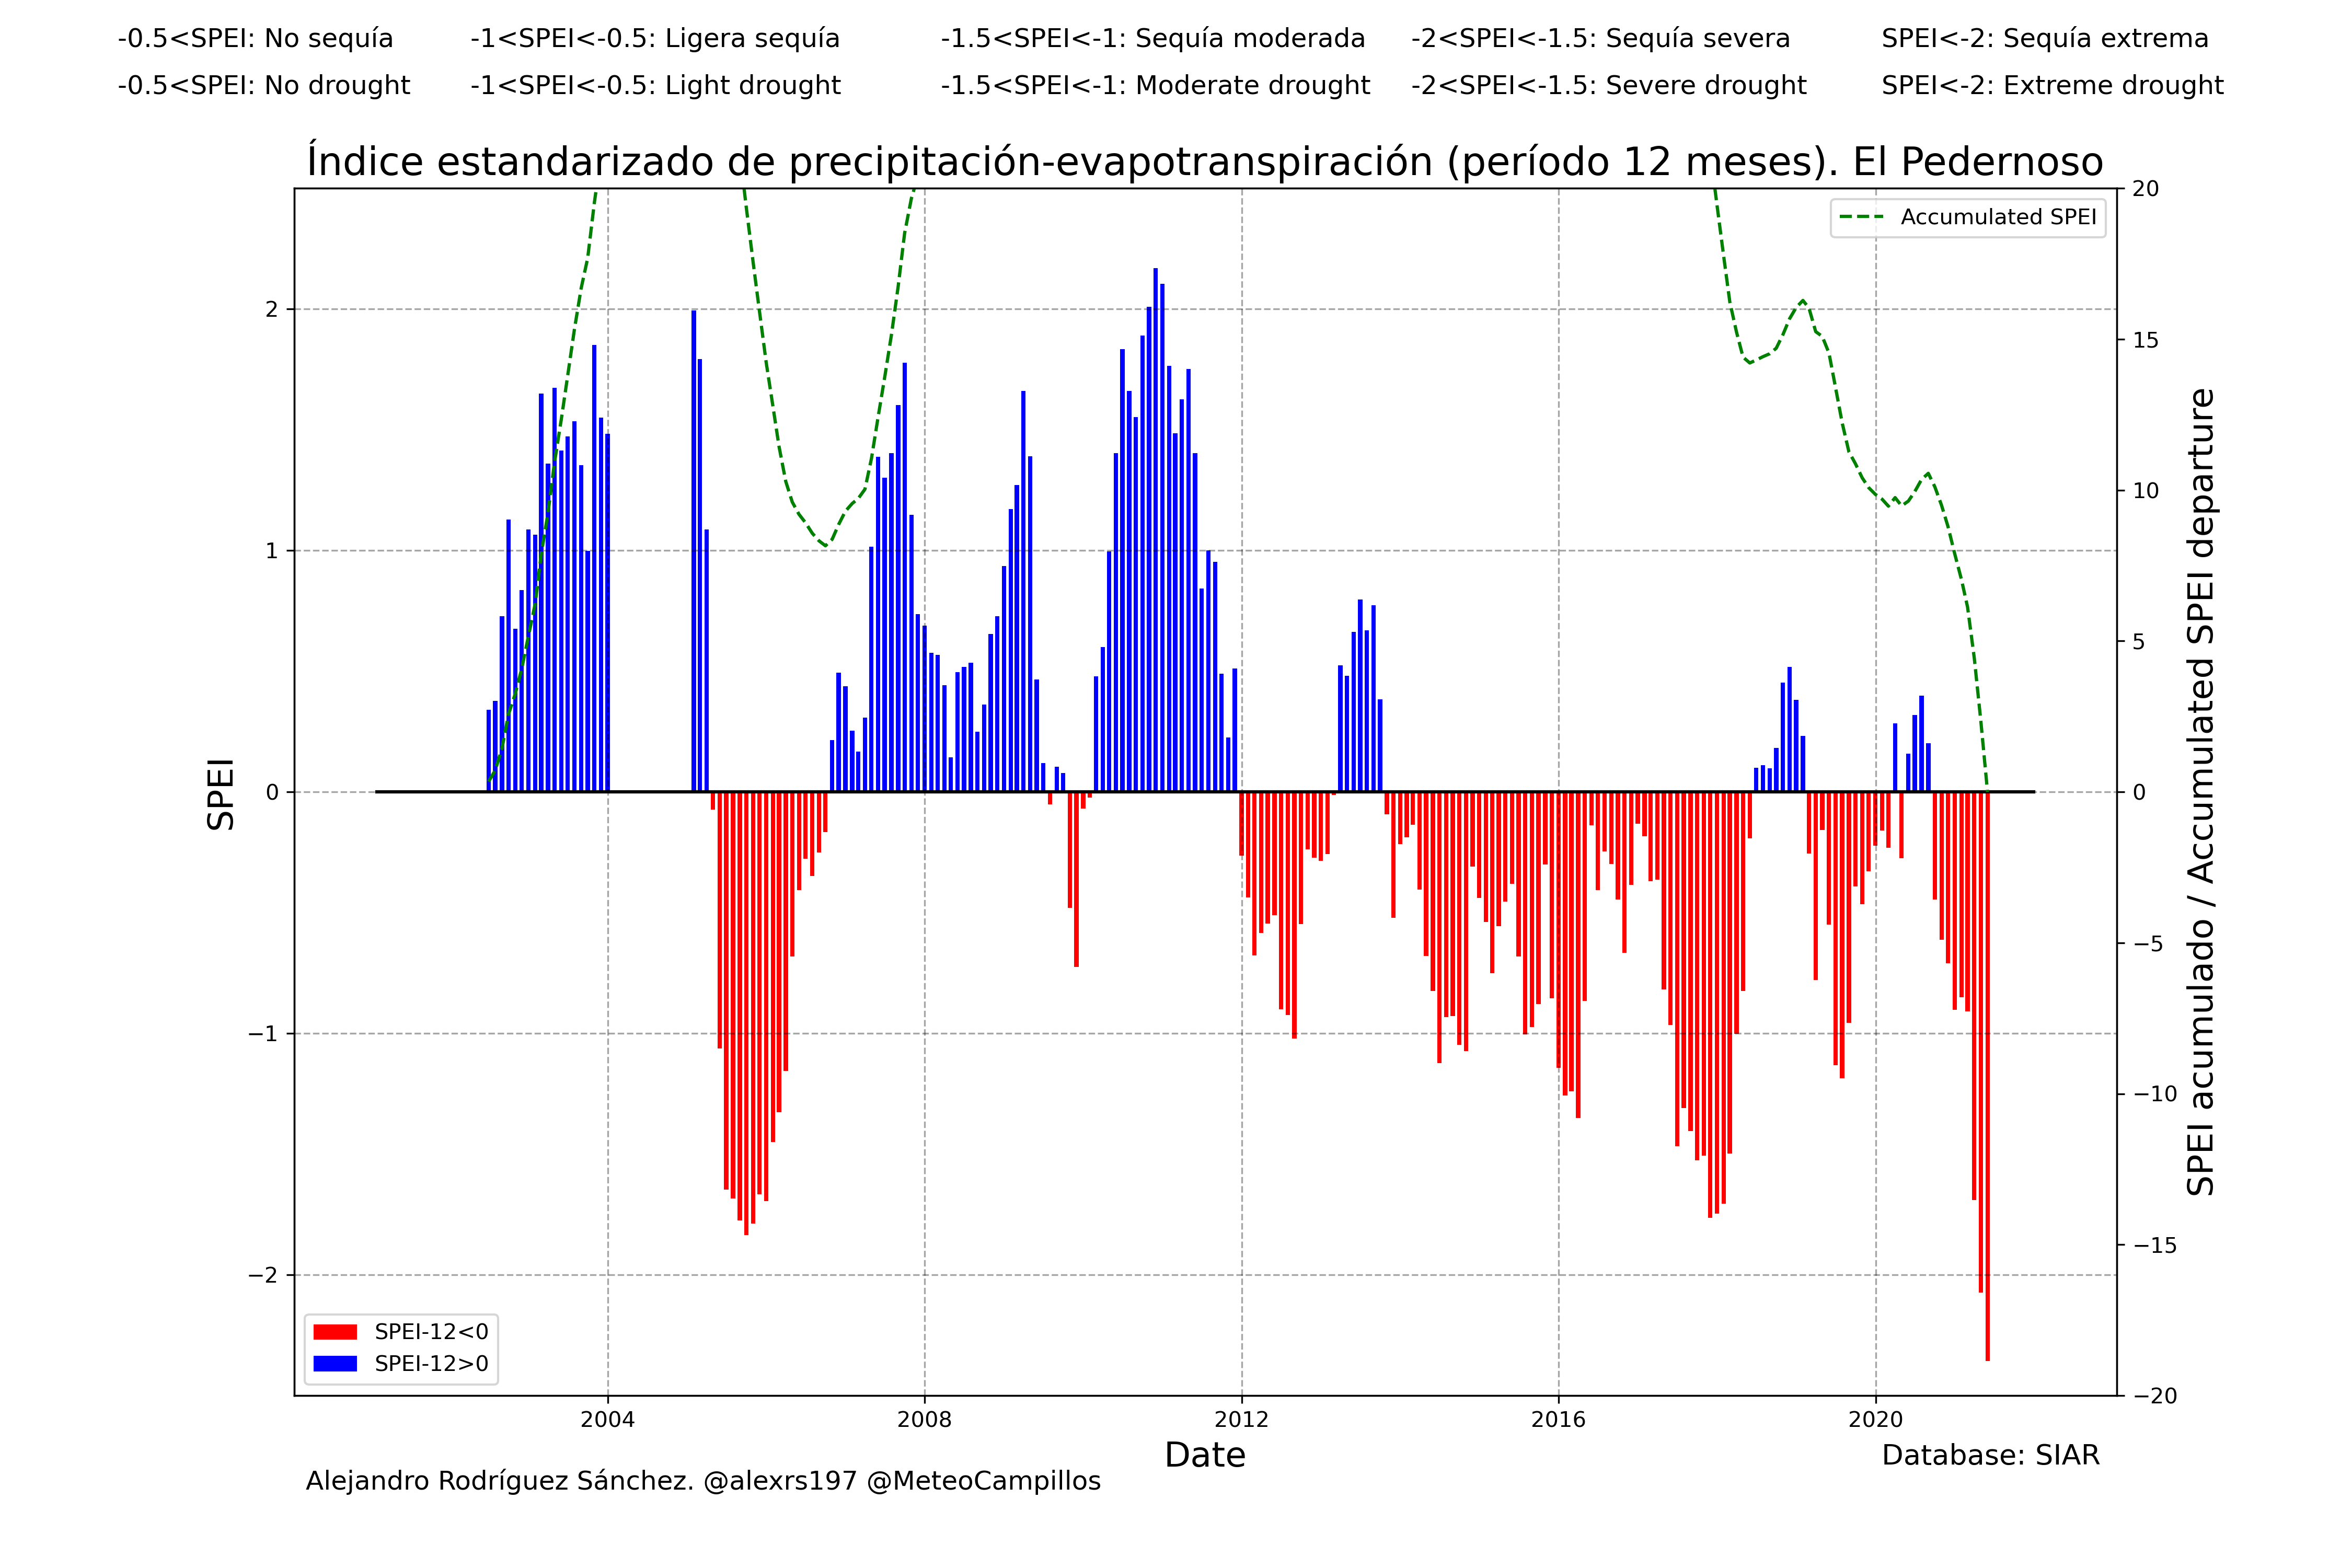 -0.5<SPEI: No sequía -1<SPEI<-0.5: Ligera sequía -1.5<SPEI<-1: Sequía moderada -2<SPEI<-1.5: Sequía severa SPEI<-2: Sequía extrema
-0.5<SPEI: No drought -1<SPEI<-0.5: Light drought -1.5<SPEI<-1: Moderate drought -2<SPEI<-1.5: Severe drought SPEI<-2: Extreme drought
Índice estandarizado de precipitación-evapotranspiración (período 12 meses). El Pedernoso
Accumulated SPEI
SPEI
2
1
0
−1
−2
20
15
10
5
0
−5
−10
−15
−20
SPEI acumulado / Accumulated SPEI departure
SPEI-12<0
SPEI-12>0
2004 2008 2012 2016 2020
Date
Database: SIAR
Alejandro Rodríguez Sánchez. @alexrs197 @MeteoCampillos